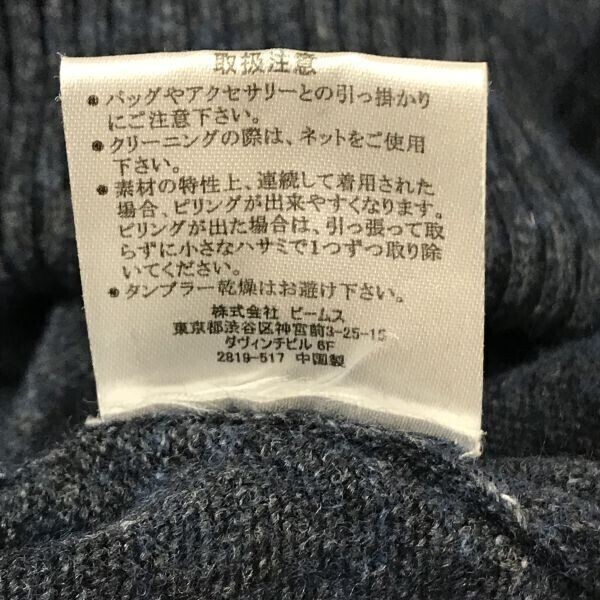 取扱注意
• バッグやアクセサリーとの引っ掛かり
にご注意下さい。
• クリーニングの際は、ネットをご使用
下さい。
• 素材の特性上、連続して着用された
場合、ピリングが出来やすくなります。
ピリングが出た場合は、引っ張って取
らずに小さなハサミで1つずつ取り除
いてください。
• タンブラー乾燥はお避け下さい。
株式会社 ビームス
東京都渋谷区神宮前3-25-15
ダヴィンチビル 6F
2819-517 中国製